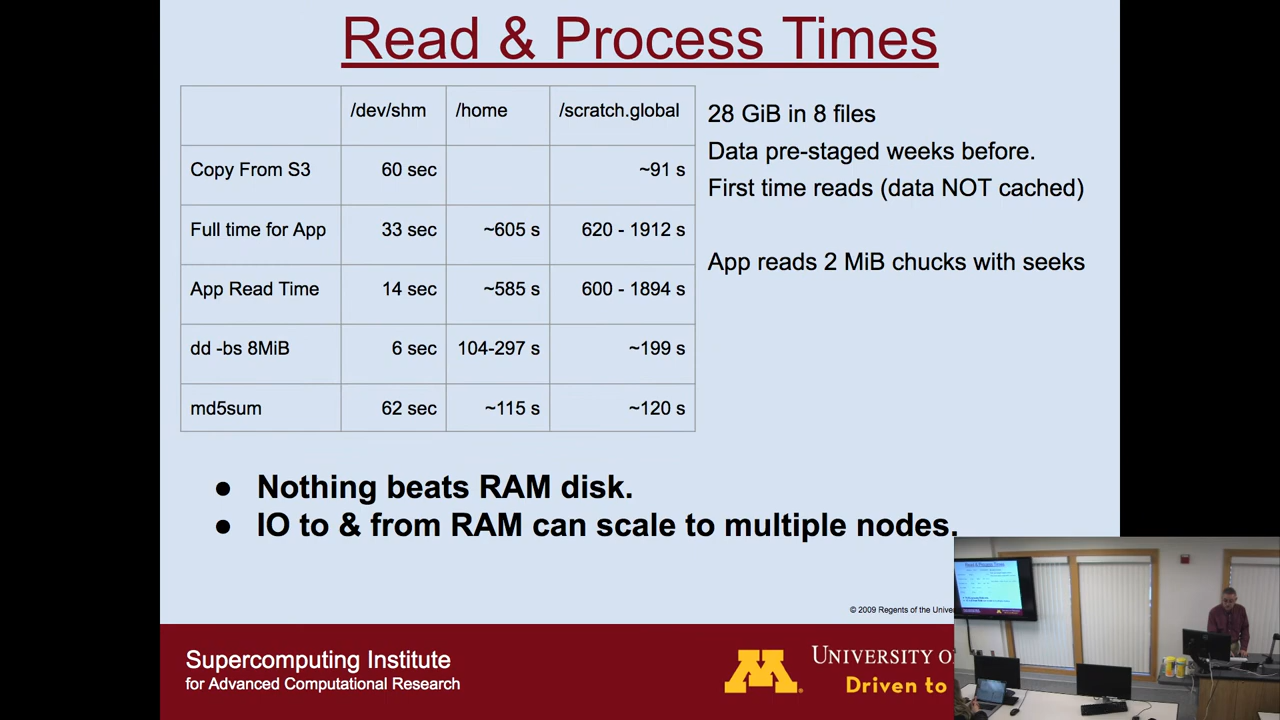 Read & Process Times
/dev/shm /home /scratch.global
Copy From S3 60 sec ~91 s
Full time for App 33 sec ~605 s 620 - 1912 s
App Read Time 14 sec ~585 s 600 - 1894 s
dd -bs 8MiB 6 sec 104-297 s ~199 s
md5sum 62 sec ~115 s ~120 s
28 GiB in 8 files
Data pre-staged weeks before.
First time reads (data NOT cached)
App reads 2 MiB chucks with seeks
● Nothing beats RAM disk.
● IO to & from RAM can scale to multiple nodes.
© 2009 Regents of the Univer
Supercomputing Institute
for Advanced Computational Research
M
UNIVERSITY O
Driven to
Read & Process Times